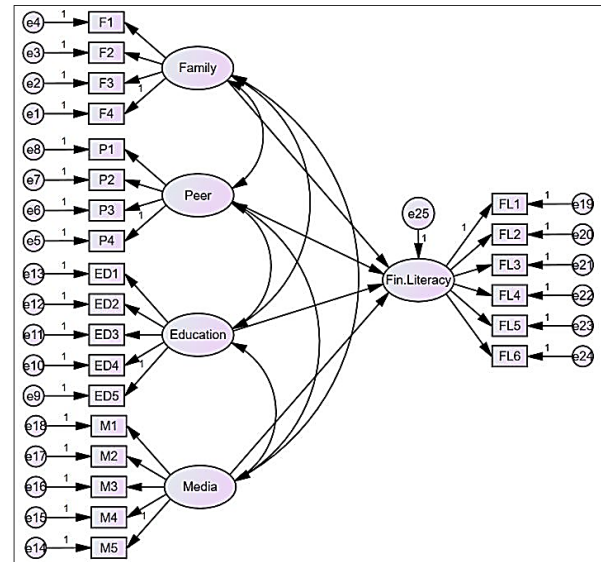 e4 1 F1
e3 1 F2
e2 1 F3
e1 1 F4
1
Family
e8 1 P1
e7 1 P2
e6 1 P3
e5 1 P4
1
Peer
e13 1 ED1
e12 1 ED2
e11 1 ED3
e10 1 ED4
e9 1 ED5
1
Education
e18 1 M1
e17 1 M2
e16 1 M3
e15 1 M4
e14 1 M5
1
Media
e25
1
Fin.Literacy
1
FL1 1 e19
FL2 1 e20
FL3 1 e21
FL4 1 e22
FL5 1 e23
FL6 1 e24